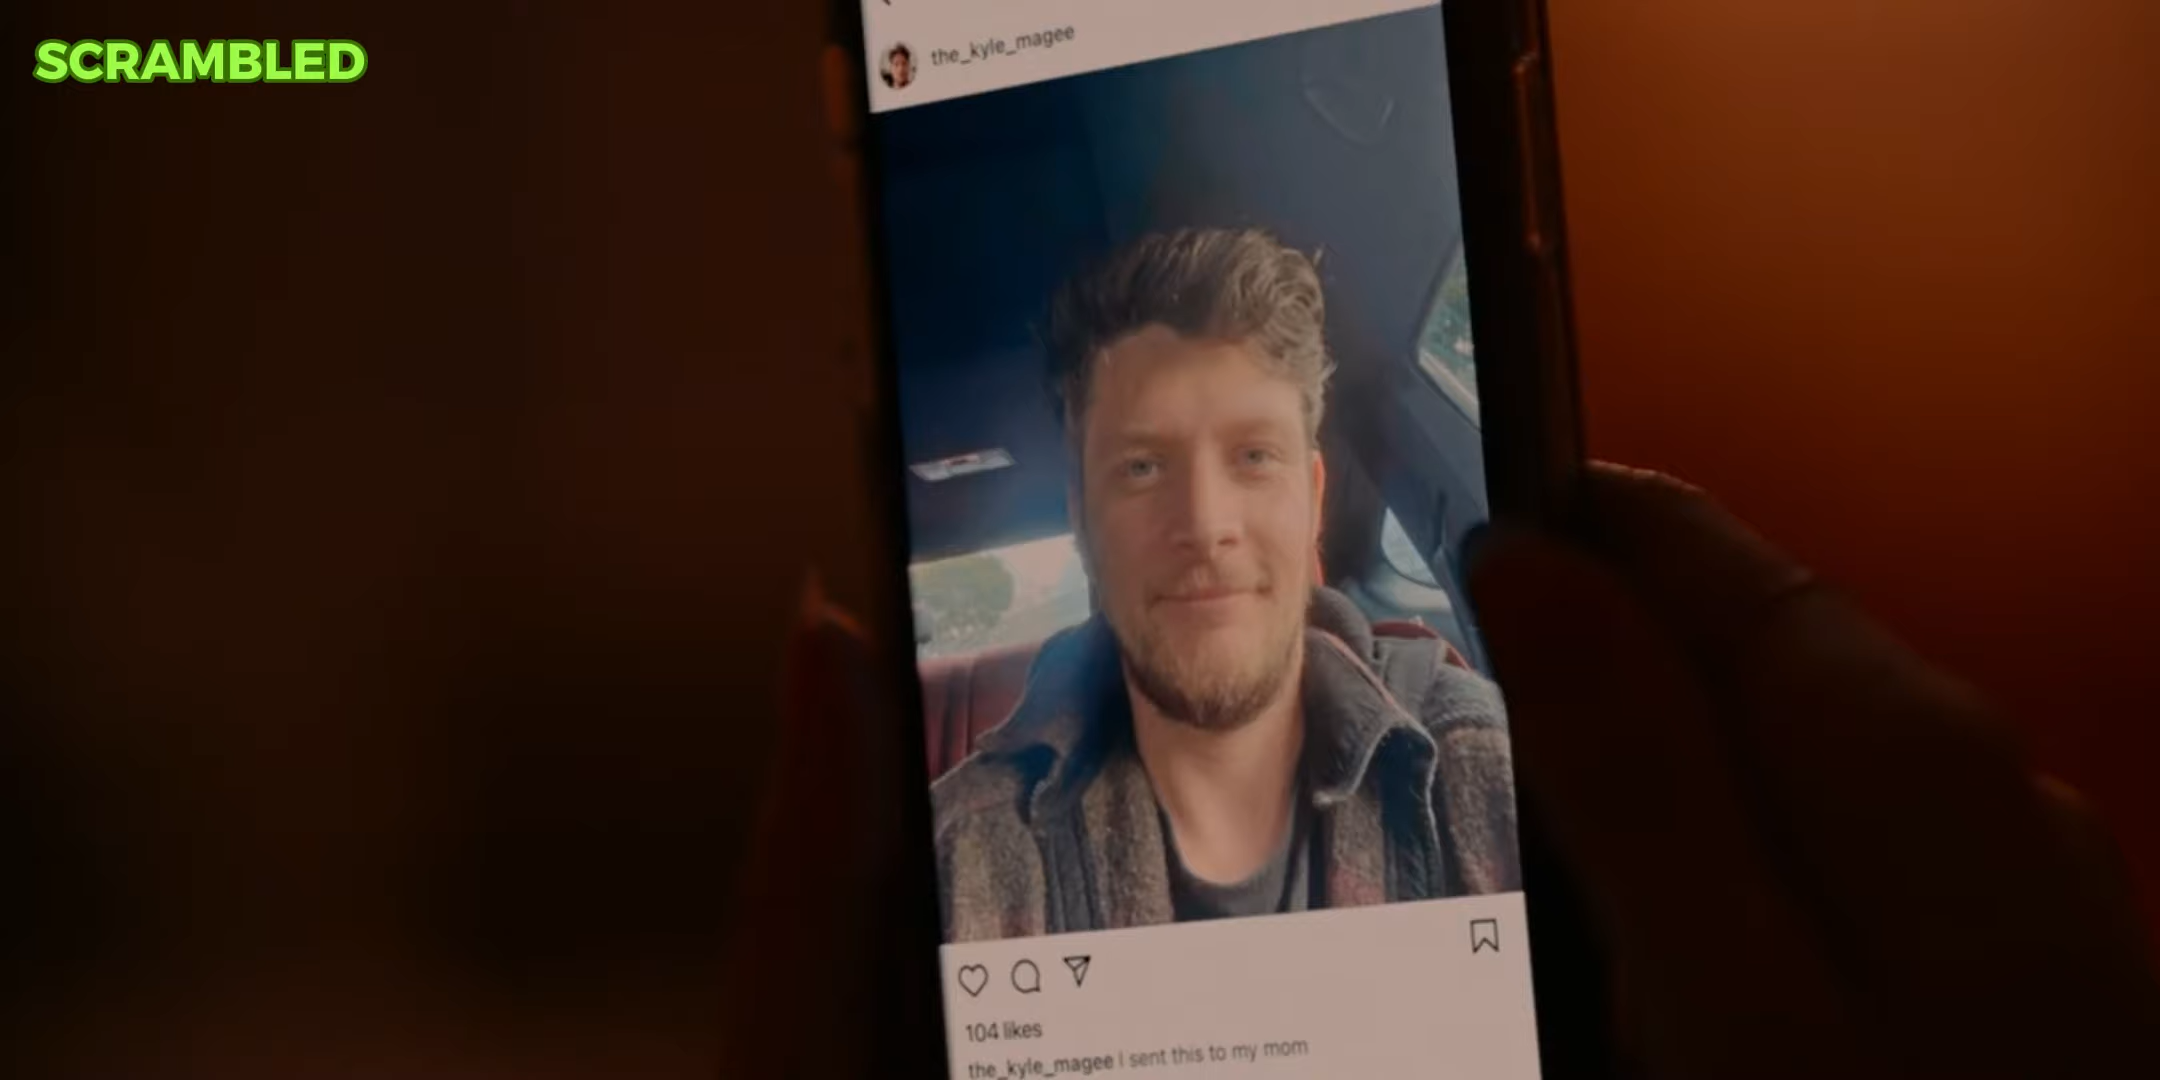 SCRAMBLED
the_kyle_magee
104 likes
the_kyle_magee I sent this to my mom